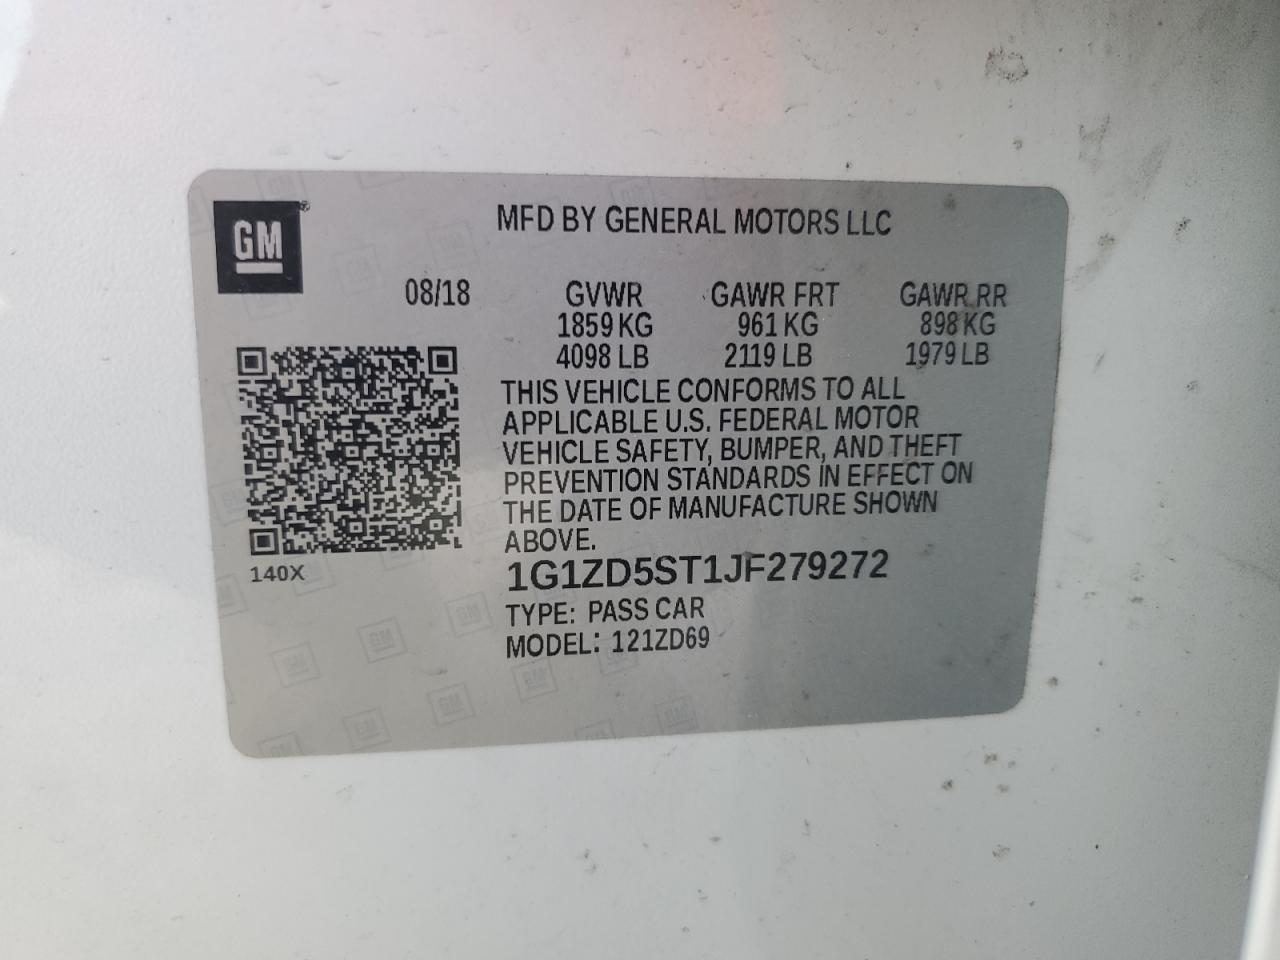 GM
MFD BY GENERAL MOTORS LLC
08/18 GVWR GAWR FRT GAWR RR
1859 KG 961 KG 898 KG
4098 LB 2119 LB 1979 LB
THIS VEHICLE CONFORMS TO ALL
APPLICABLE U.S. FEDERAL MOTOR
VEHICLE SAFETY, BUMPER, AND THEFT
PREVENTION STANDARDS IN EFFECT ON
THE DATE OF MANUFACTURE SHOWN
ABOVE.
140X
1G1ZD5ST1JF279272
TYPE: PASS CAR
MODEL: 121ZD69